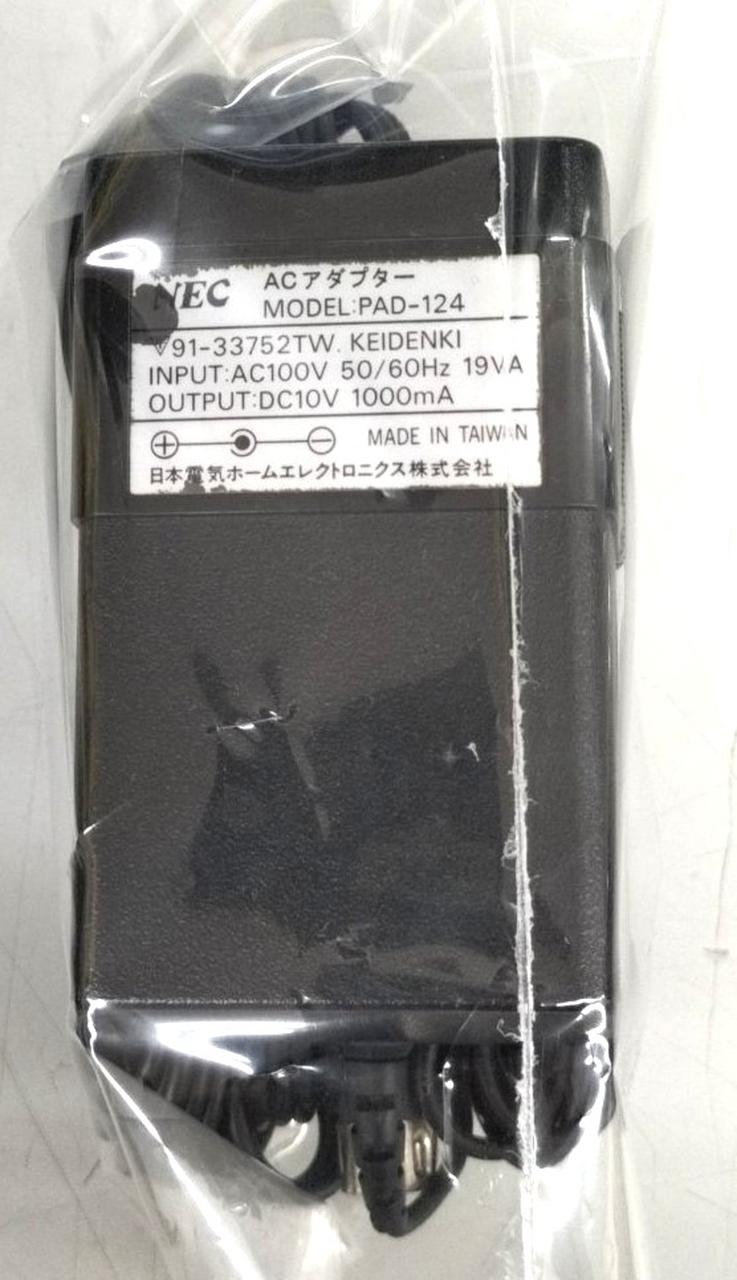 NEC ACアダプター
MODEL:PAD-124
▽91-33752TW. KEIDENKI
INPUT:AC100V 50/60Hz 19VA
OUTPUT:DC10V 1000mA
MADE IN TAIWAN
日本電気ホームエレクトロニクス株式会社